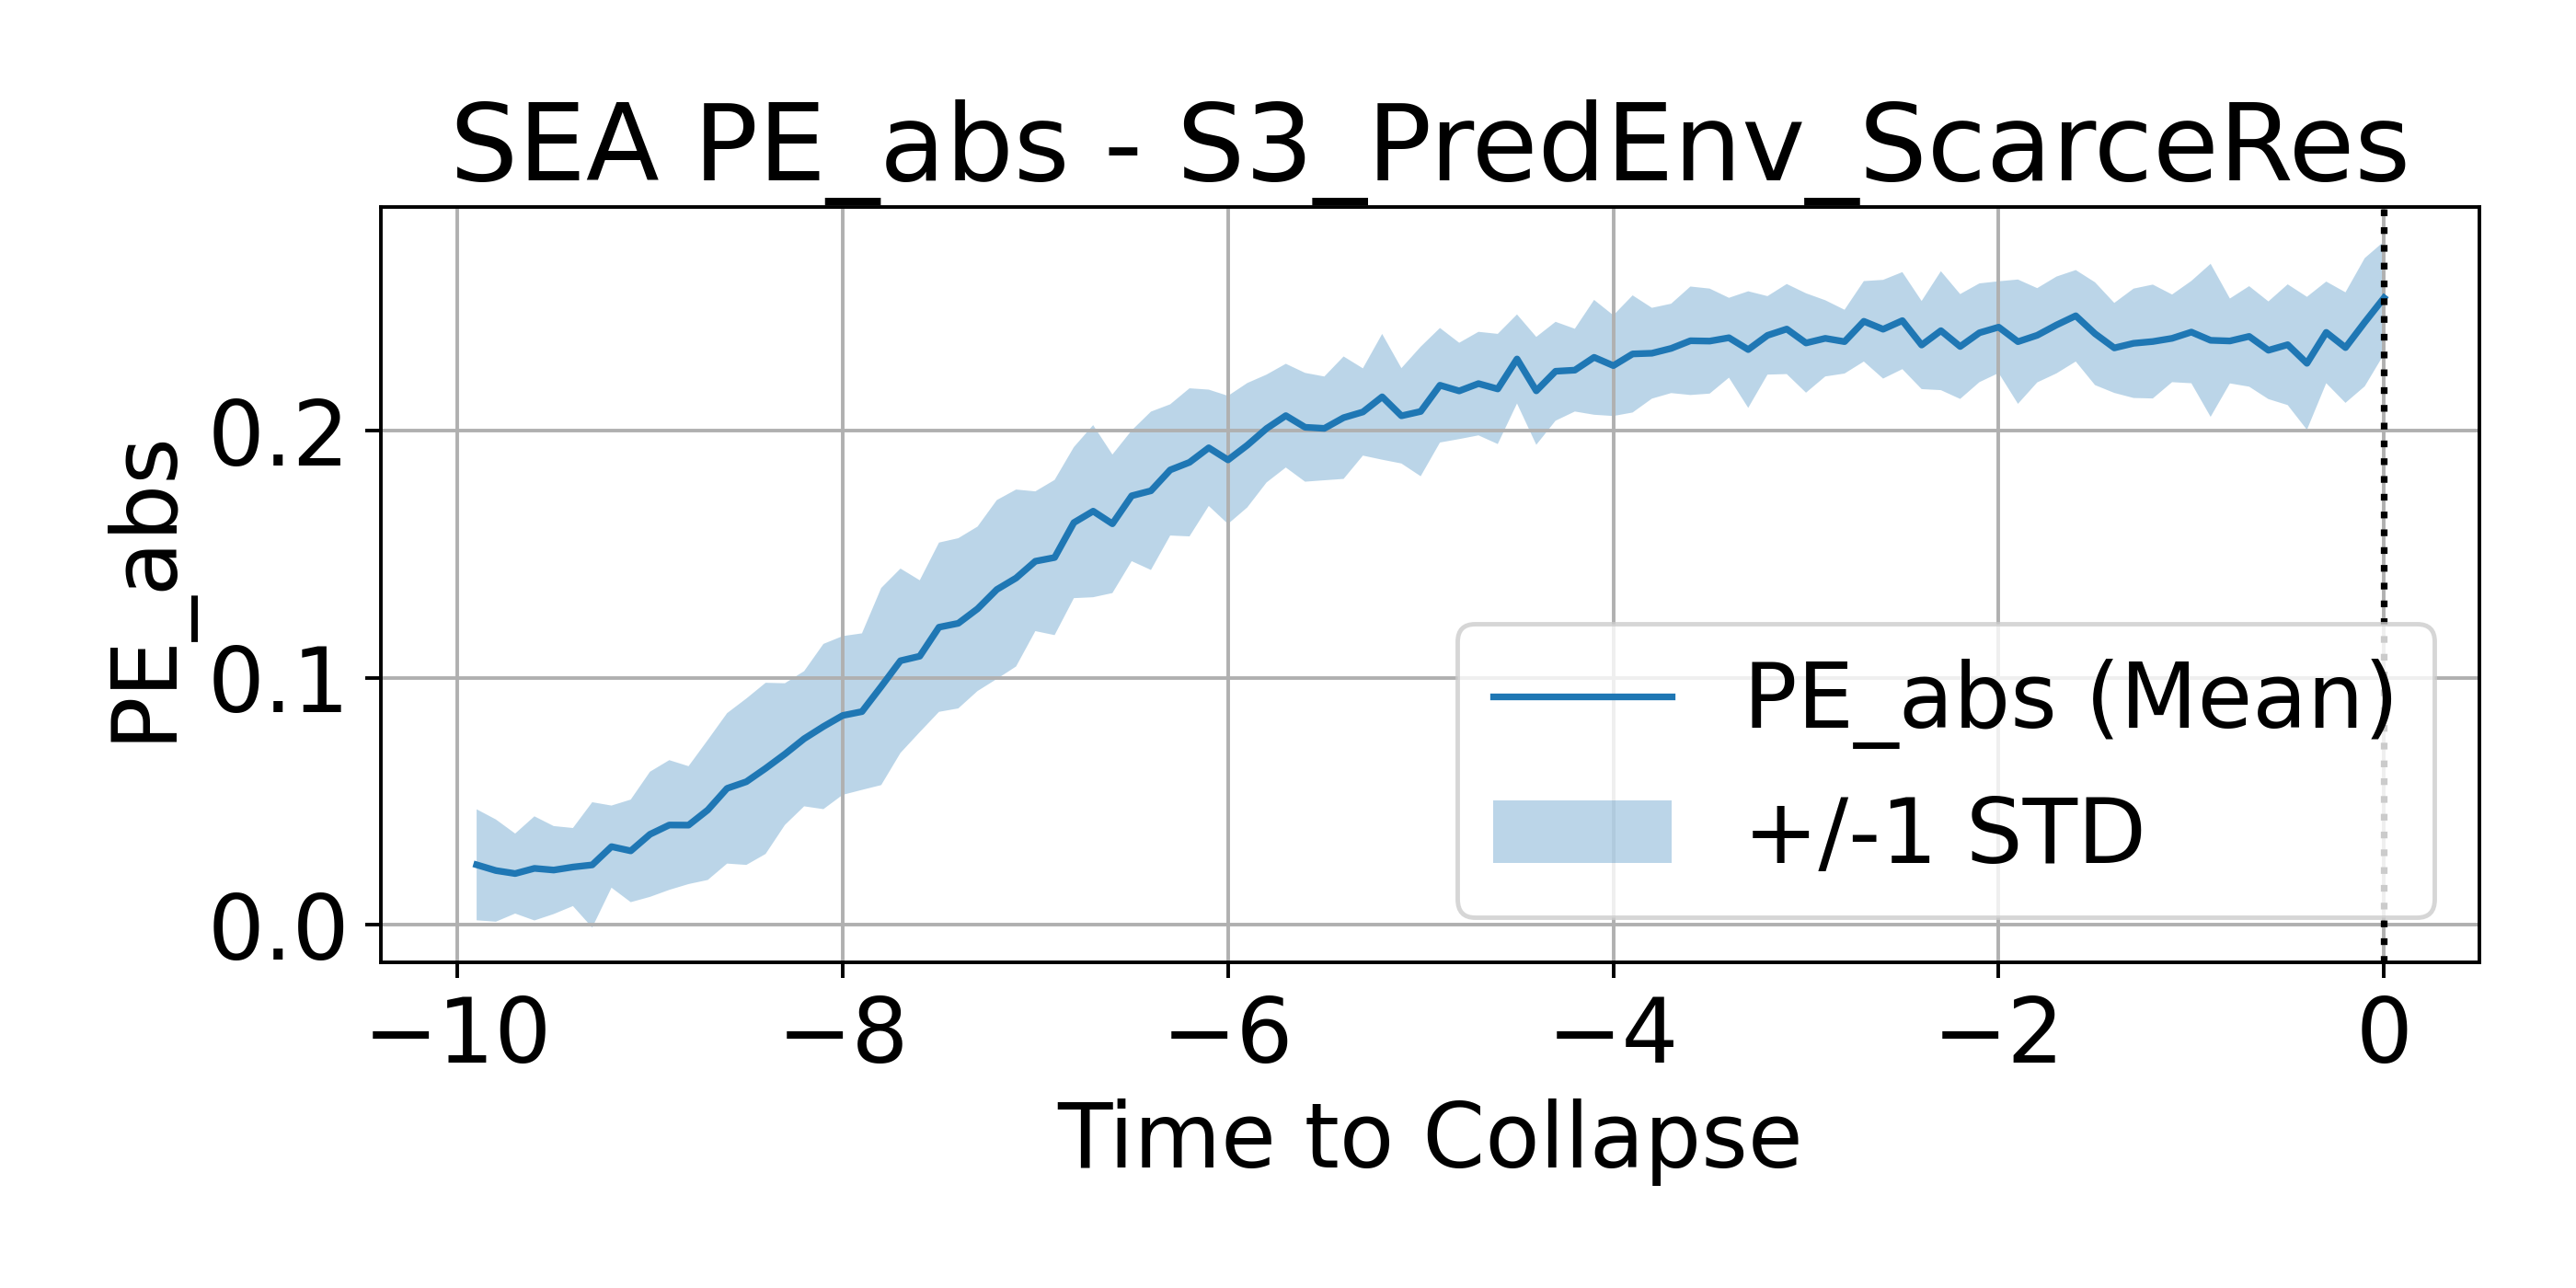 SEA PE_abs - S3_PredEnv_ScarceRes
PE_abs
0.2
0.1
0.0
PE_abs (Mean)
+/-1 STD
−10 −8 −6 −4 −2 0
Time to Collapse